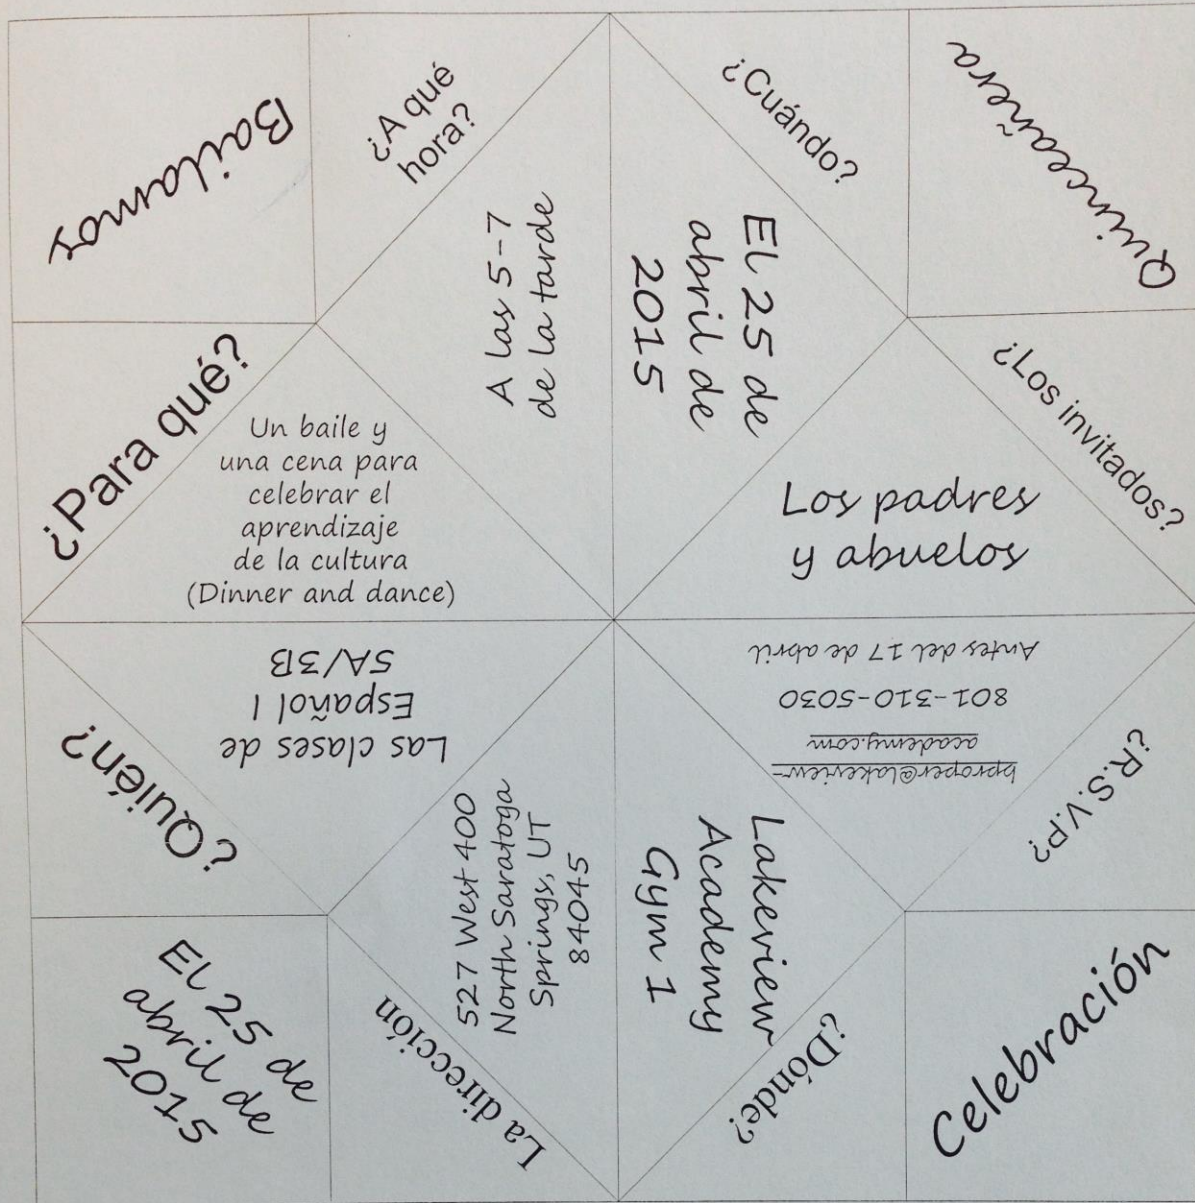 Bailamos
¿A qué
hora?
¿Cuándo?
Quinceañera
A las 5-7
de la tarde
El 25 de
abril de
2015
¿Para qué?
Un baile y
una cena para
celebrar el
aprendizaje
de la cultura
(Dinner and dance)
¿Los invitados?
Los padres
y abuelos
¿Quién?
Las clases de
Español I
5A/3B
¿R.S.V.P?
bproper@lakeview-
academy.com
801-310-5030
Antes del 17 de abril
El 25 de
abril de
2015
La dirección
527 West 400
North Saratoga
Springs, UT
84045
¿Dónde?
Lakeview
Academy
Gym 1
Celebración